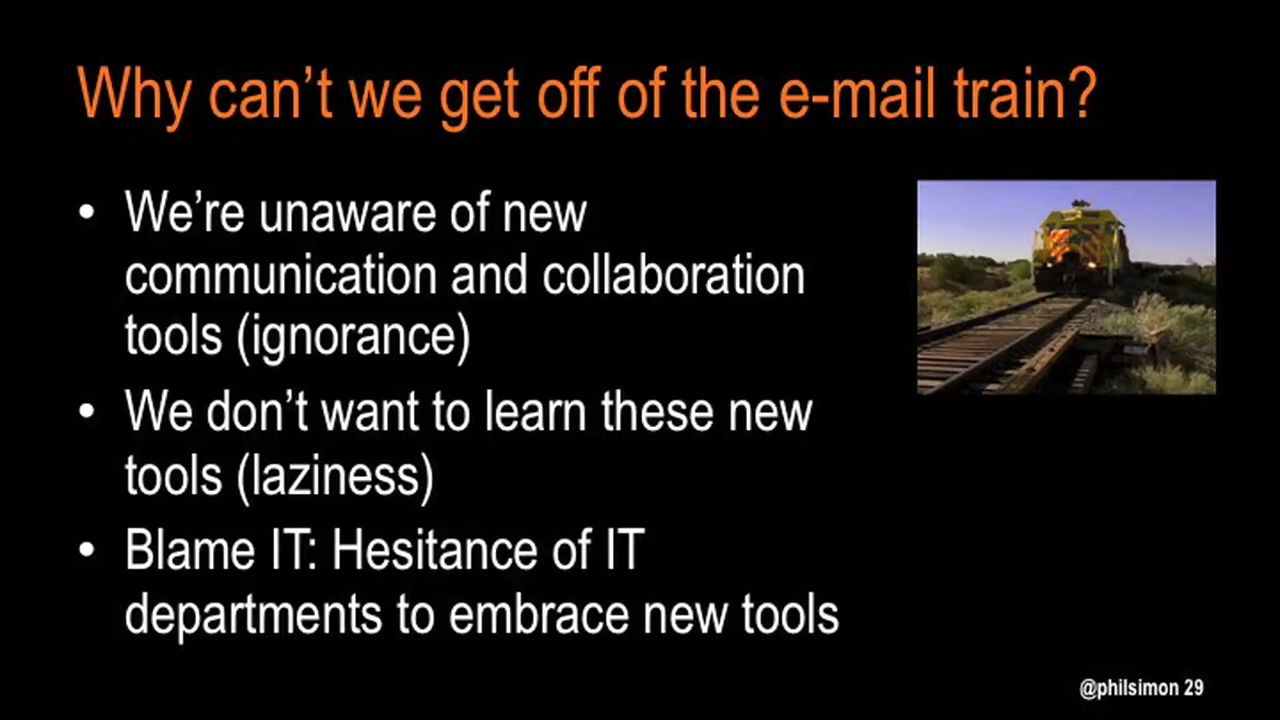 Why can’t we get off of the e-mail train?
• We’re unaware of new
communication and collaboration
tools (ignorance)
• We don’t want to learn these new
tools (laziness)
• Blame IT: Hesitance of IT
departments to embrace new tools
@philsimon 29